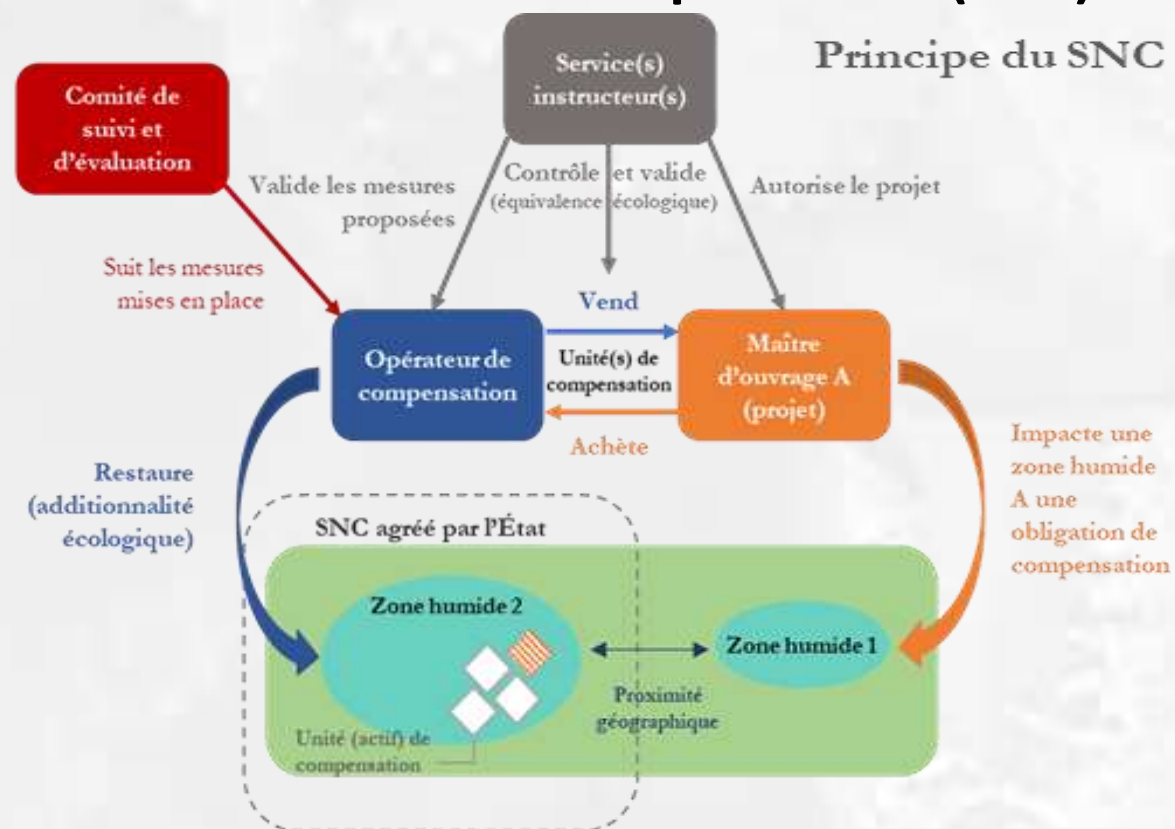 Principe du SNC
Service(s)
instructeur(s)
Comité de
suivi et
d'évaluation
Valide les mesures
proposées
Contrôle et valide
(équivalence écologique)
Autorise le projet
Suit les mesures
mises en place
Vend
Opérateur de
compensation
Unité(s) de
compensation
Maître
d'ouvrage A
(projet)
Achète
Restaure
(additionnalité
écologique)
Impacte une
zone humide
A une
obligation de
compensation
SNC agréé par l'État
Zone humide 2
Zone humide 1
Proximité
géographique
Unité (actif) de
compensation